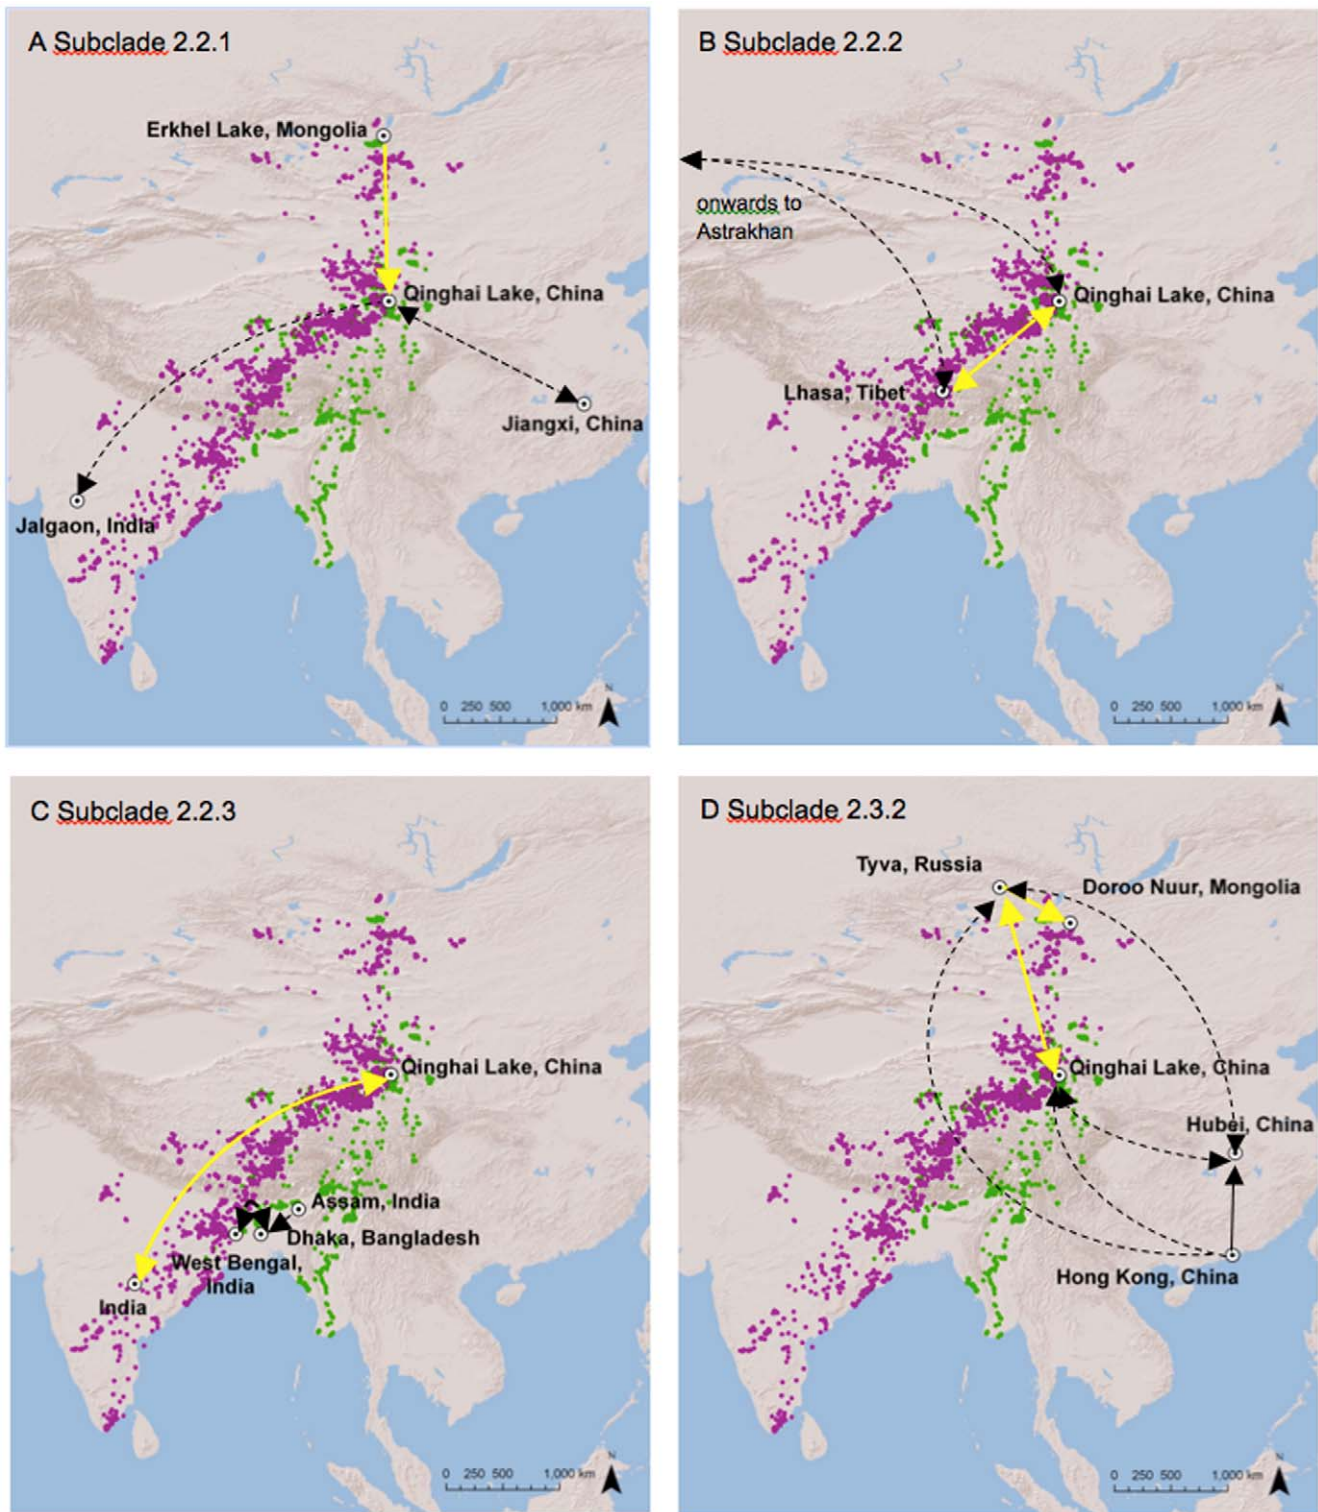 A Subclade 2.2.1
Erkhel Lake, Mongolia
Qinghai Lake, China
Jiangxi, China
Jalgaon, India
N
0 250 500 1,000 km
B Subclade 2.2.2
onwards to
Astrakhan
Qinghai Lake, China
Lhasa, Tibet
N
0 250 500 1,000 km
C Subclade 2.2.3
Qinghai Lake, China
Assam, India
Dhaka, Bangladesh
West Bengal,
India
India
N
0 250 500 1,000 km
D Subclade 2.3.2
Tyva, Russia
Doroo Nuur, Mongolia
Qinghai Lake, China
Hubei, China
Hong Kong, China
N
0 250 500 1,000 km